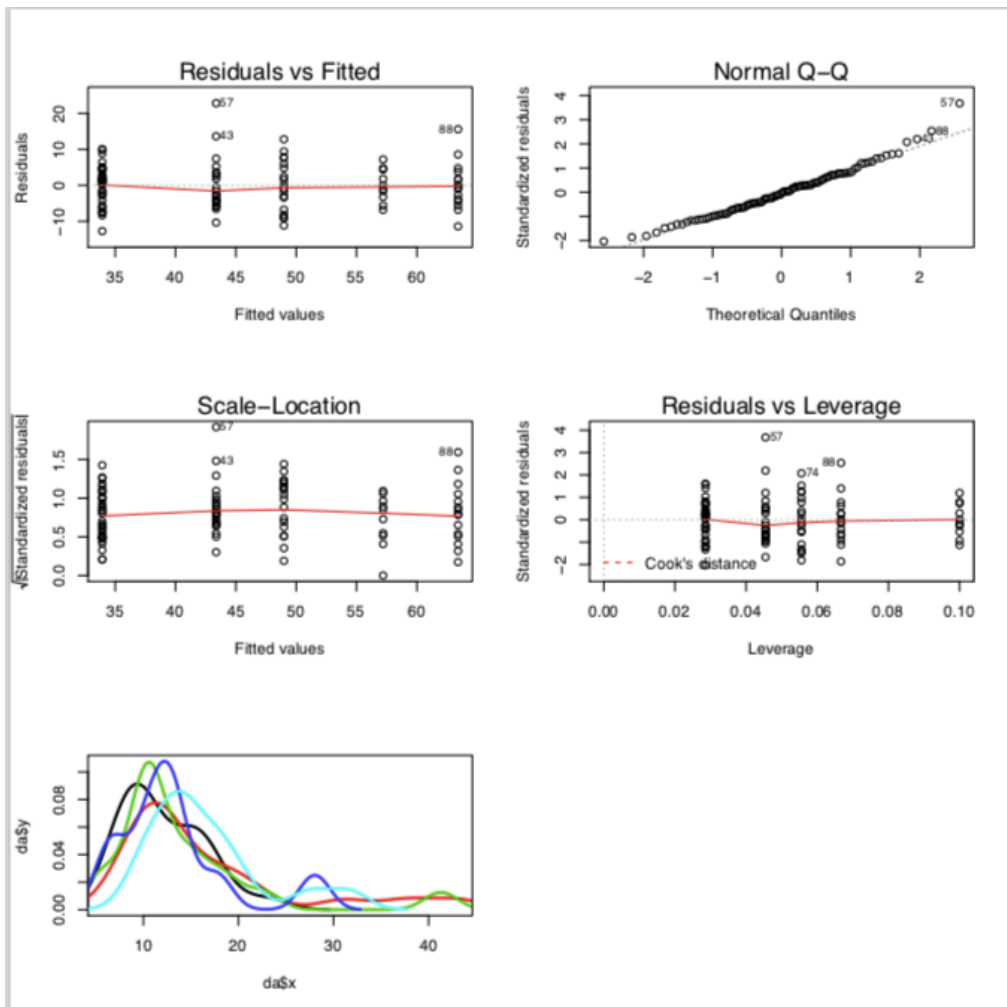 Residuals vs Fitted
Residuals
−10 0 10 20
57
43
88
35 40 45 50 55 60
Fitted values
Normal Q−Q
Standardized residuals
−2 0 1 2 3 4
57
88
43
−2 −1 0 1 2
Theoretical Quantiles
Scale−Location
√|Standardized residuals|
0.0 0.5 1.0 1.5
57
43
88
35 40 45 50 55 60
Fitted values
Residuals vs Leverage
Standardized residuals
−2 0 1 2 3 4
57
88
74
Cook's distance
0.00 0.02 0.04 0.06 0.08 0.10
Leverage
da$y
0.00 0.04 0.08
10 20 30 40
da$x